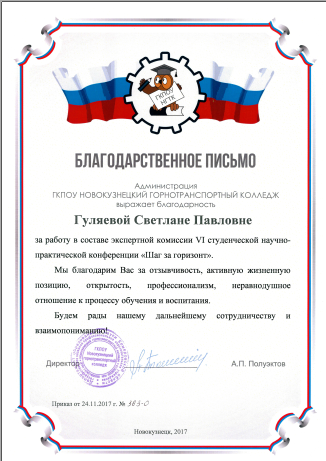 ГКПОУ
НГТК
БЛАГОДАРСТВЕННОЕ ПИСЬМО
Администрация
ГКПОУ НОВОКУЗНЕЦКИЙ ГОРНОТРАНСПОРТНЫЙ КОЛЛЕДЖ
выражает благодарность
Гуляевой Светлане Павловне
за работу в составе экспертной комиссии VI студенческой научно-
практической конференции «Шаг за горизонт».
Мы благодарим Вас за отзывчивость, активную жизненную
позицию, открытость, профессионализм, неравнодушное
отношение к процессу обучения и воспитания.
Будем рады нашему дальнейшему сотрудничеству и
взаимопониманию!
Директор
А.П. Полуэктов
Приказ от 24.11.2017 г. № 383-О
Новокузнецк, 2017